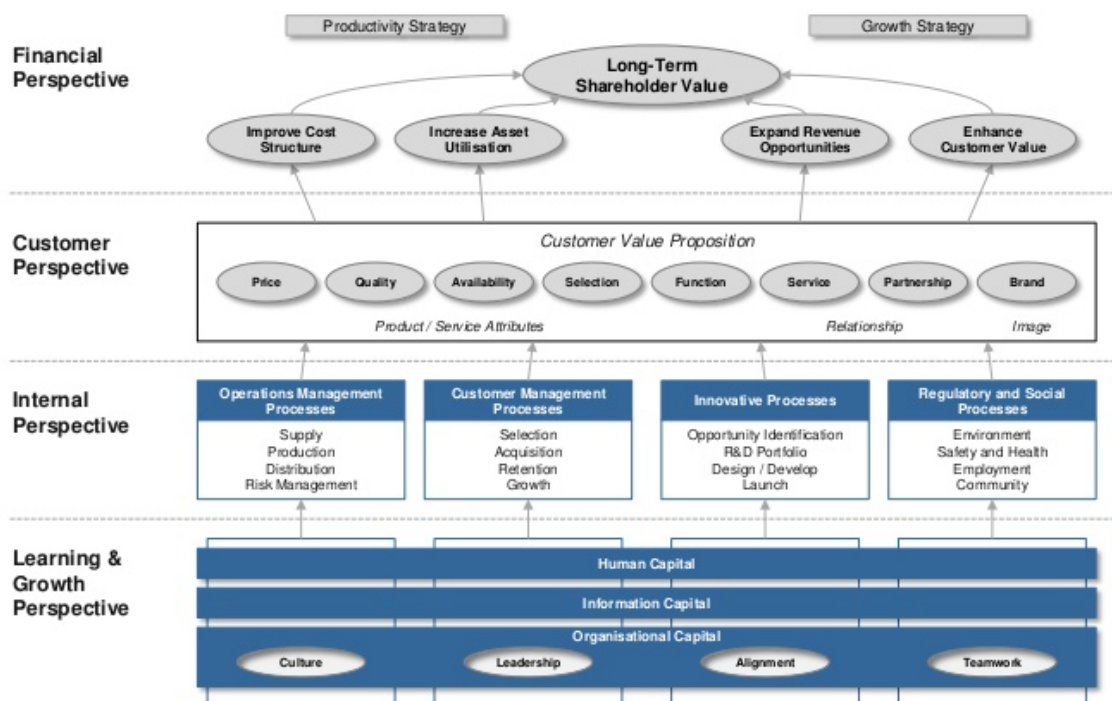 Productivity Strategy
Growth Strategy
Financial
Perspective
Long-Term
Shareholder Value
Improve Cost
Structure
Increase Asset
Utilisation
Expand Revenue
Opportunities
Enhance
Customer Value
Customer
Perspective
Customer Value Proposition
Price
Quality
Availability
Selection
Function
Service
Partnership
Brand
Product / Service Attributes
Relationship
Image
Internal
Perspective
Operations Management
Processes
Supply
Production
Distribution
Risk Management
Customer Management
Processes
Selection
Acquisition
Retention
Growth
Innovative Processes
Opportunity Identification
R&D Portfolio
Design / Develop
Launch
Regulatory and Social
Processes
Environment
Safety and Health
Employment
Community
Learning &
Growth
Perspective
Human Capital
Information Capital
Organisational Capital
Culture
Leadership
Alignment
Teamwork